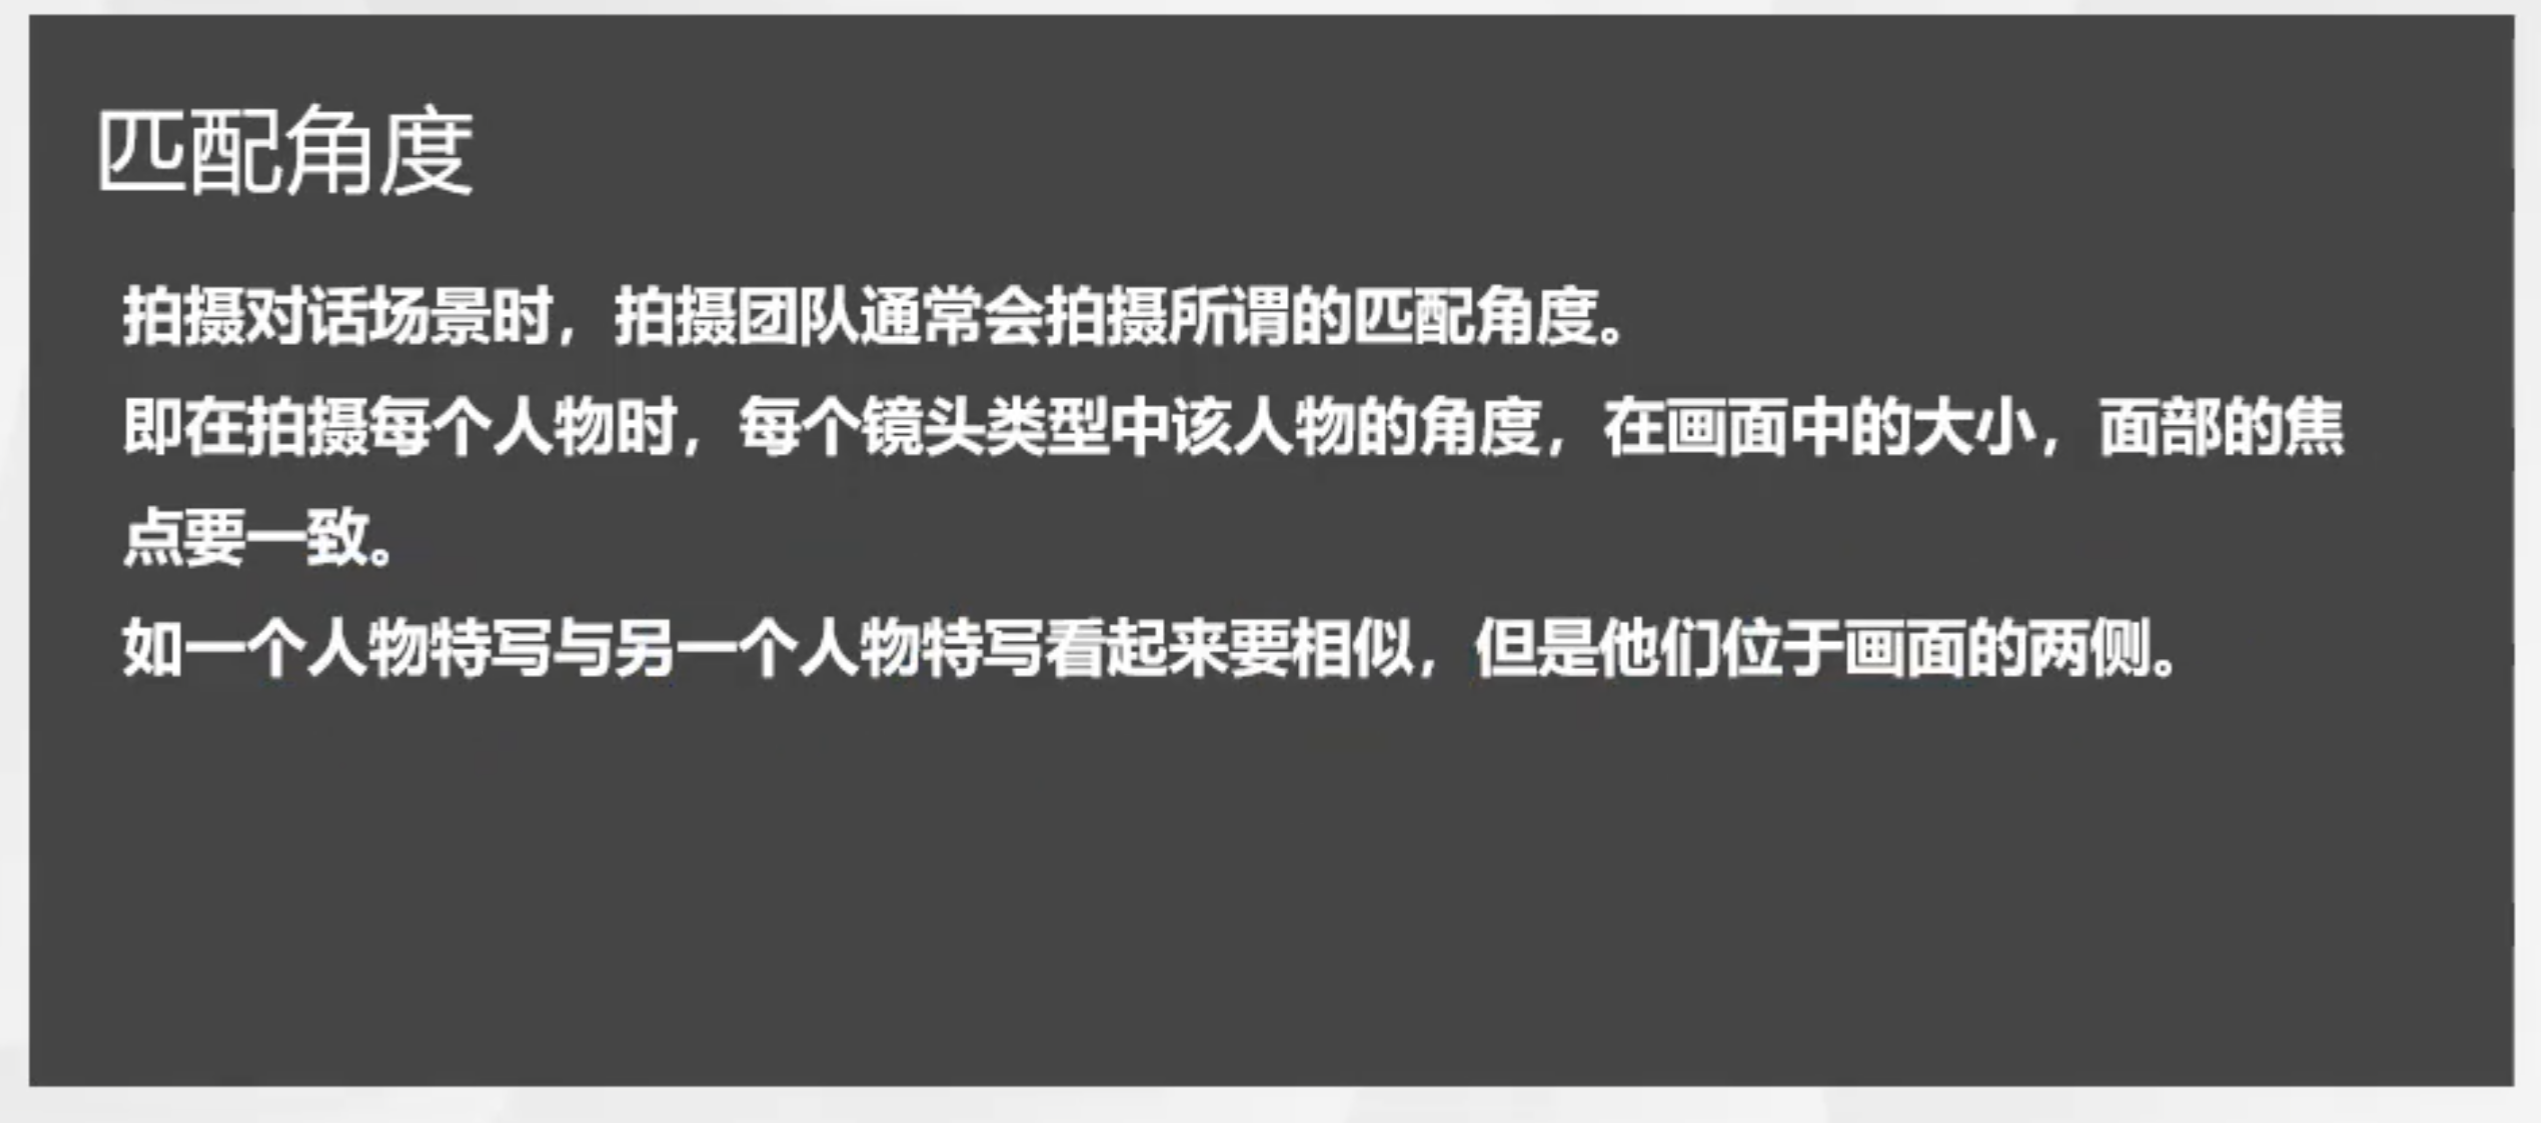 匹配角度
拍摄对话场景时，拍摄团队通常会拍摄所谓的匹配角度。
即在拍摄每个人物时，每个镜头类型中该人物的角度，在画面中的大小，面部的焦
点要一致。
如一个人物特写与另一个人物特写看起来要相似，但是他们位于画面的两侧。